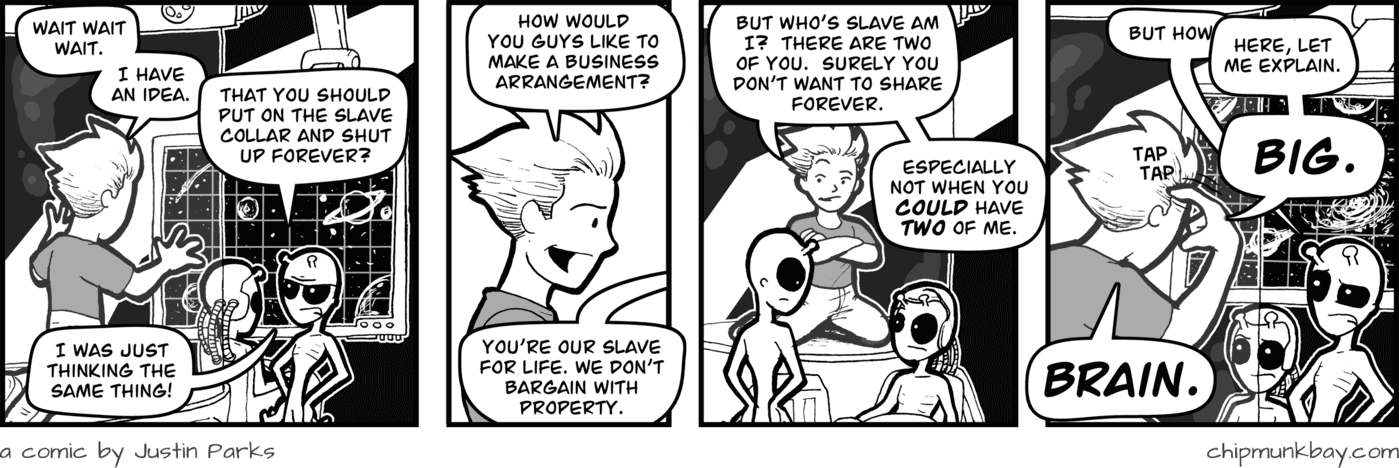 WAIT WAIT
WAIT.
I HAVE
AN IDEA.
THAT YOU SHOULD
PUT ON THE SLAVE
COLLAR AND SHUT
UP FOREVER?
I WAS JUST
THINKING THE
SAME THING!
HOW WOULD
YOU GUYS LIKE TO
MAKE A BUSINESS
ARRANGEMENT?
YOU'RE OUR SLAVE
FOR LIFE. WE DON'T
BARGAIN WITH
PROPERTY.
BUT WHO'S SLAVE AM
I? THERE ARE TWO
OF YOU. SURELY YOU
DON'T WANT TO SHARE
FOREVER.
ESPECIALLY
NOT WHEN YOU
COULD HAVE
TWO OF ME.
BUT HOW
HERE, LET
ME EXPLAIN.
TAP
TAP
BIG.
BRAIN.
a comic by Justin Parks
chipmunkbay.com